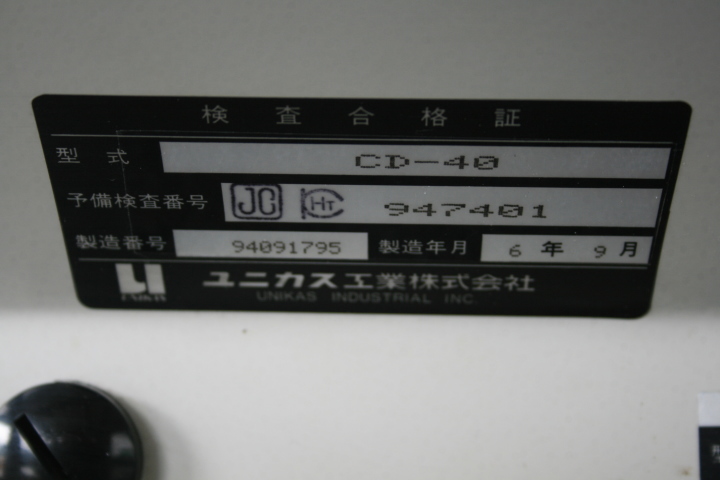 検査合格証
型式 CD-40
予備検査番号 JC HT 947401
製造番号 94091795 製造年月 6年 9月
ユニカス工業株式会社
UNIKAS INDUSTRIAL INC.